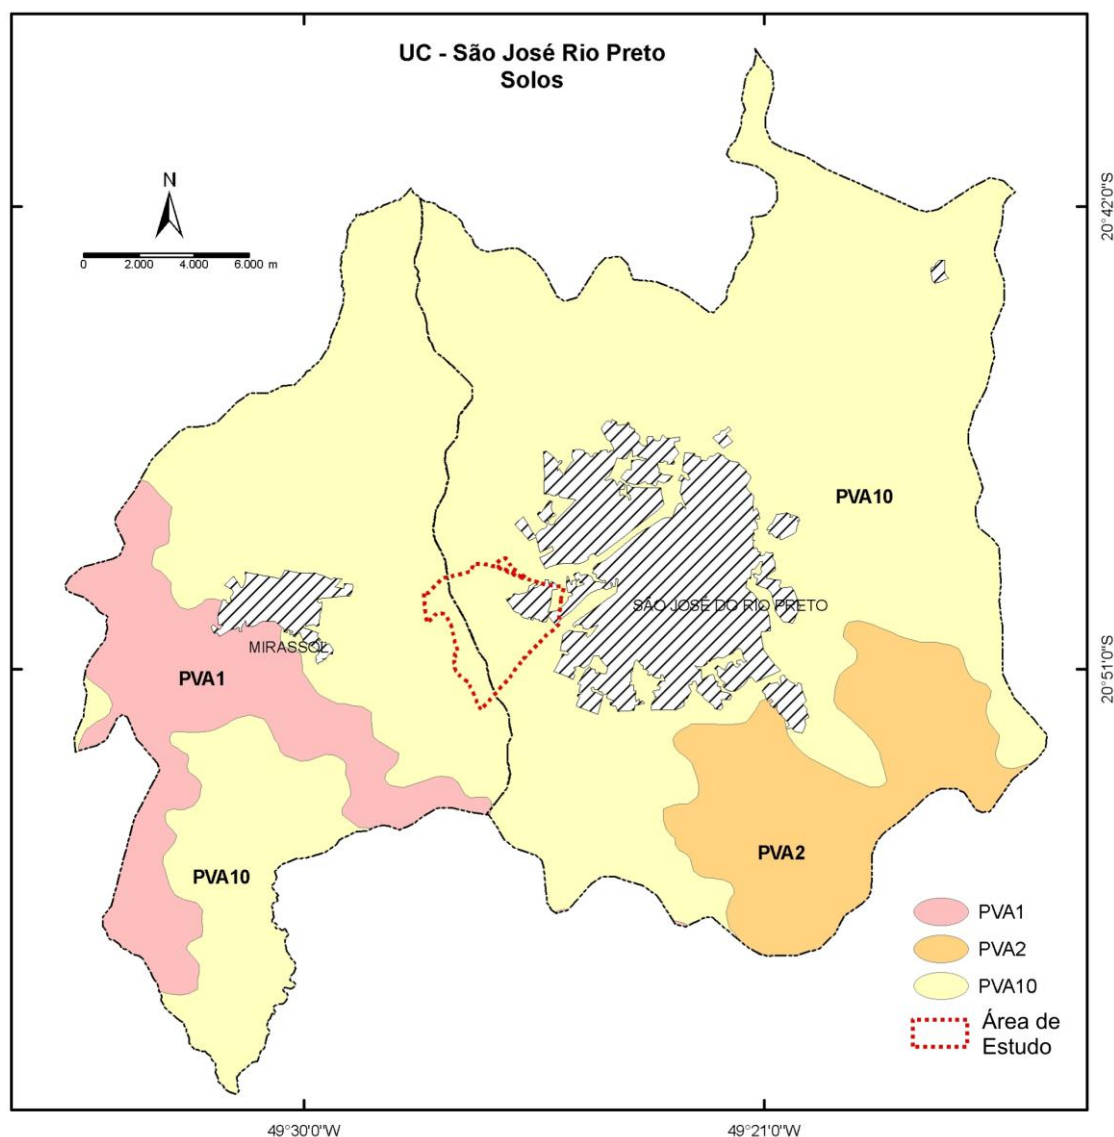 UC - São José Rio Preto
Solos
N
0 2.000 4.000 6.000 m
20°42'0"S
PVA10
SÃO JOSÉ DO RIO PRETO
MIRASSOL
PVA1
20°51'0"S
PVA2
PVA10
PVA1
PVA2
PVA10
Área de
Estudo
49°30'0"W
49°21'0"W